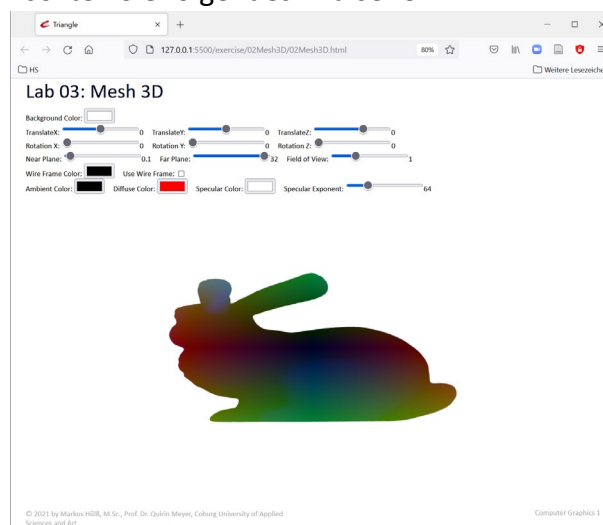 Triangle
127.0.0.1:5500/exercise/02Mesh3D/02Mesh3D.html 80%
HS Weitere Lesezeichen
Lab 03: Mesh 3D
Background Color:
TranslateX: 0 TranslateY: 0 TranslateZ: 0
Rotation X: 0 Rotation Y: 0 Rotation Z: 0
Near Plane: 0.1 Far Plane: 32 Field of View: 1
Wire Frame Color: Use Wire Frame:
Ambient Color: Diffuse Color: Specular Color: Specular Exponent: 64
© 2021 by Markus Hüllß, M.Sc., Prof. Dr. Quirin Meyer, Coburg University of Applied Computer Graphics 1
Sciences and Art